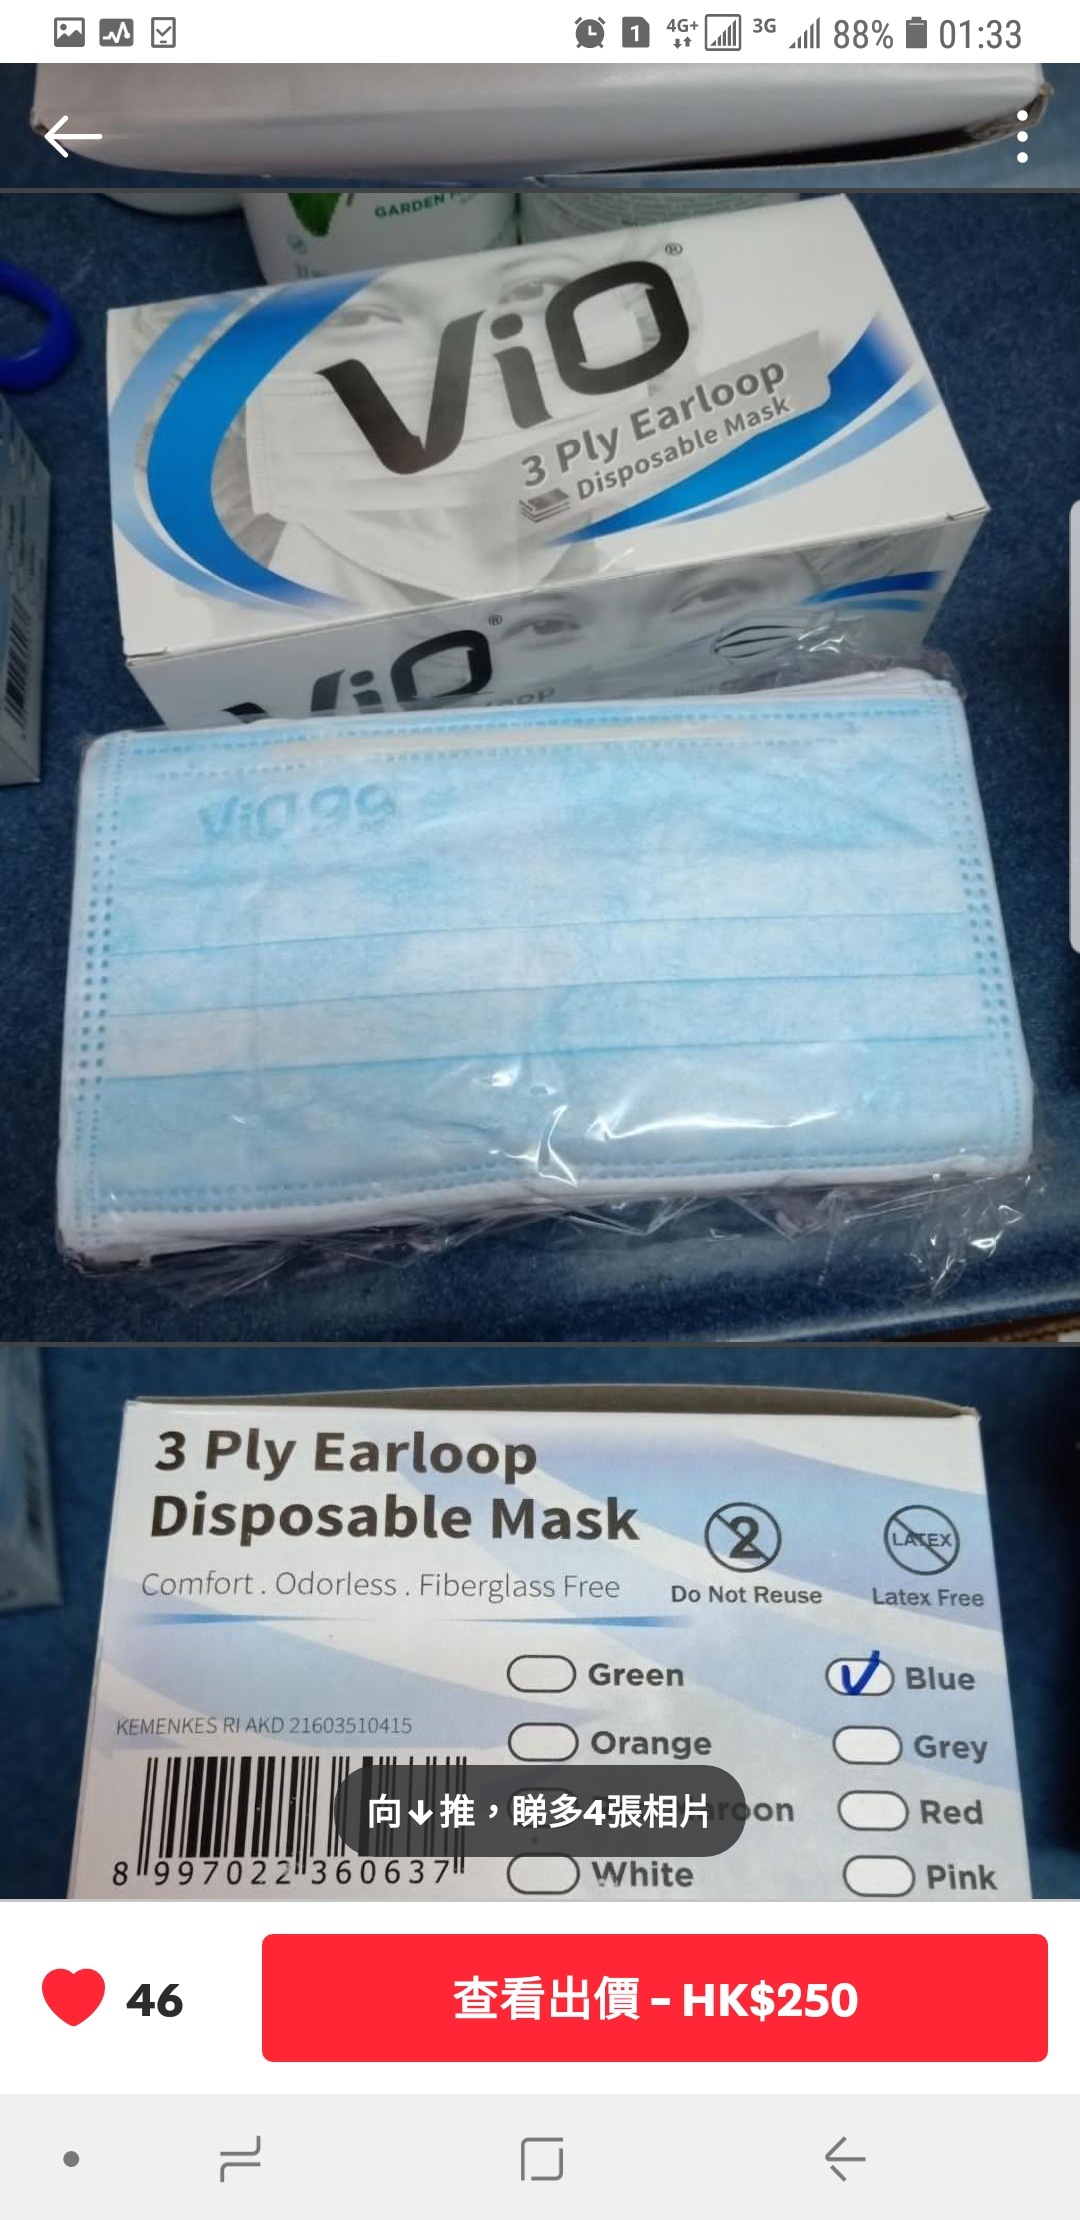 4G+
1
3G
88%
01:33
GARDEN
ViO®
3 Ply Earloop
Disposable Mask
ViO®
3 Ply Earloop
Disposable Mask
Comfort . Odorless . Fiberglass Free
2
Do Not Reuse
LATEX
Latex Free
Green
Blue
KEMENKES RI AKD 21603510415
Orange
Grey
roon
Red
向↓推，睇多4張相片
8 997022 360637
White
Pink
46
查看出價 - HK$250